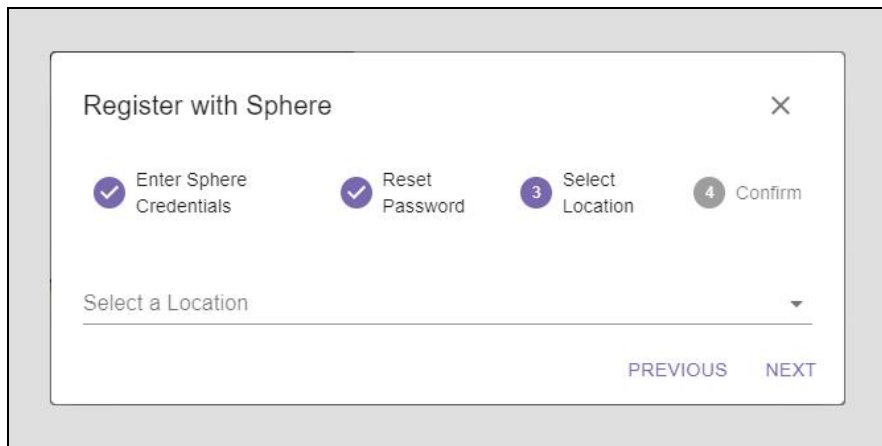 Register with Sphere
Enter Sphere
Credentials
Reset
Password
3
Select
Location
4
Confirm
Select a Location
PREVIOUS
NEXT